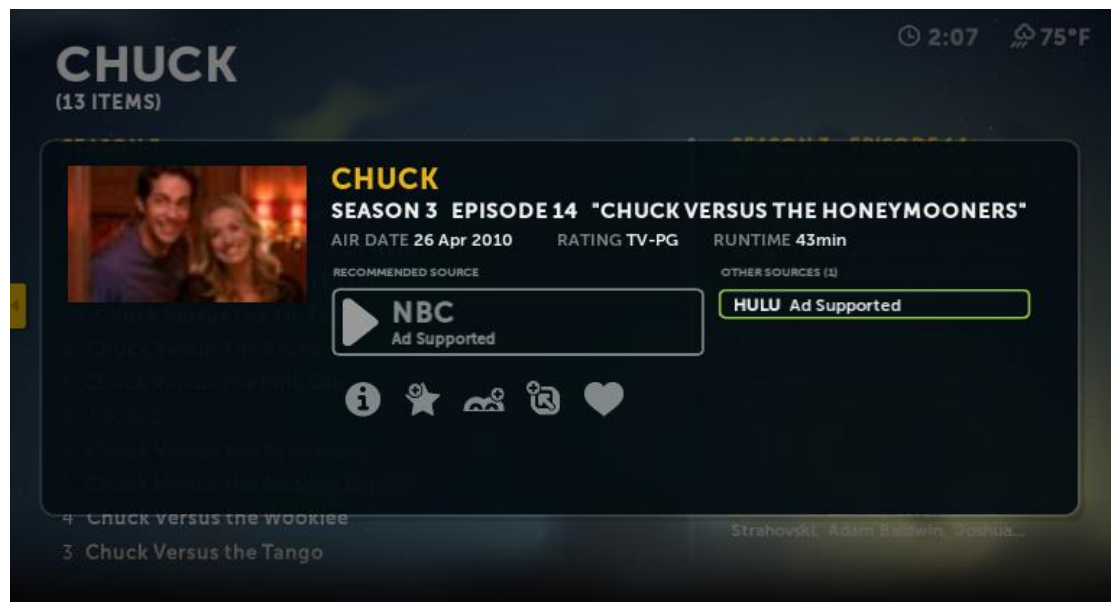 2:07 75°F
CHUCK
(13 ITEMS)
CHUCK
SEASON 3 EPISODE 14 "CHUCK VERSUS THE HONEYMOONERS"
AIR DATE 26 Apr 2010 RATING TV-PG RUNTIME 43min
RECOMMENDED SOURCE
OTHER SOURCES (1)
NBC
Ad Supported
HULU Ad Supported
4 Chuck Versus the Wookiee
3 Chuck Versus the Tango
Strahovski, Adam Baldwin, Joshua...